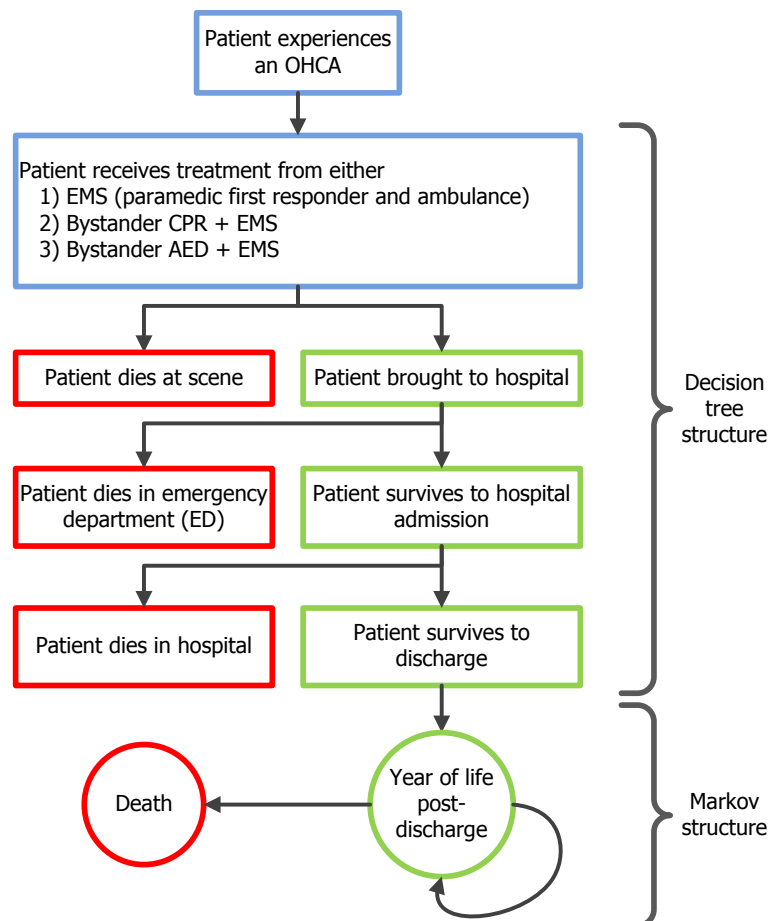 Patient experiences
an OHCA
Patient receives treatment from either
1) EMS (paramedic first responder and ambulance)
2) Bystander CPR + EMS
3) Bystander AED + EMS
Patient dies at scene
Patient brought to hospital
Decision
tree
structure
Patient dies in emergency
department (ED)
Patient survives to hospital
admission
Patient dies in hospital
Patient survives to
discharge
Death
Year of life
post-
discharge
Markov
structure